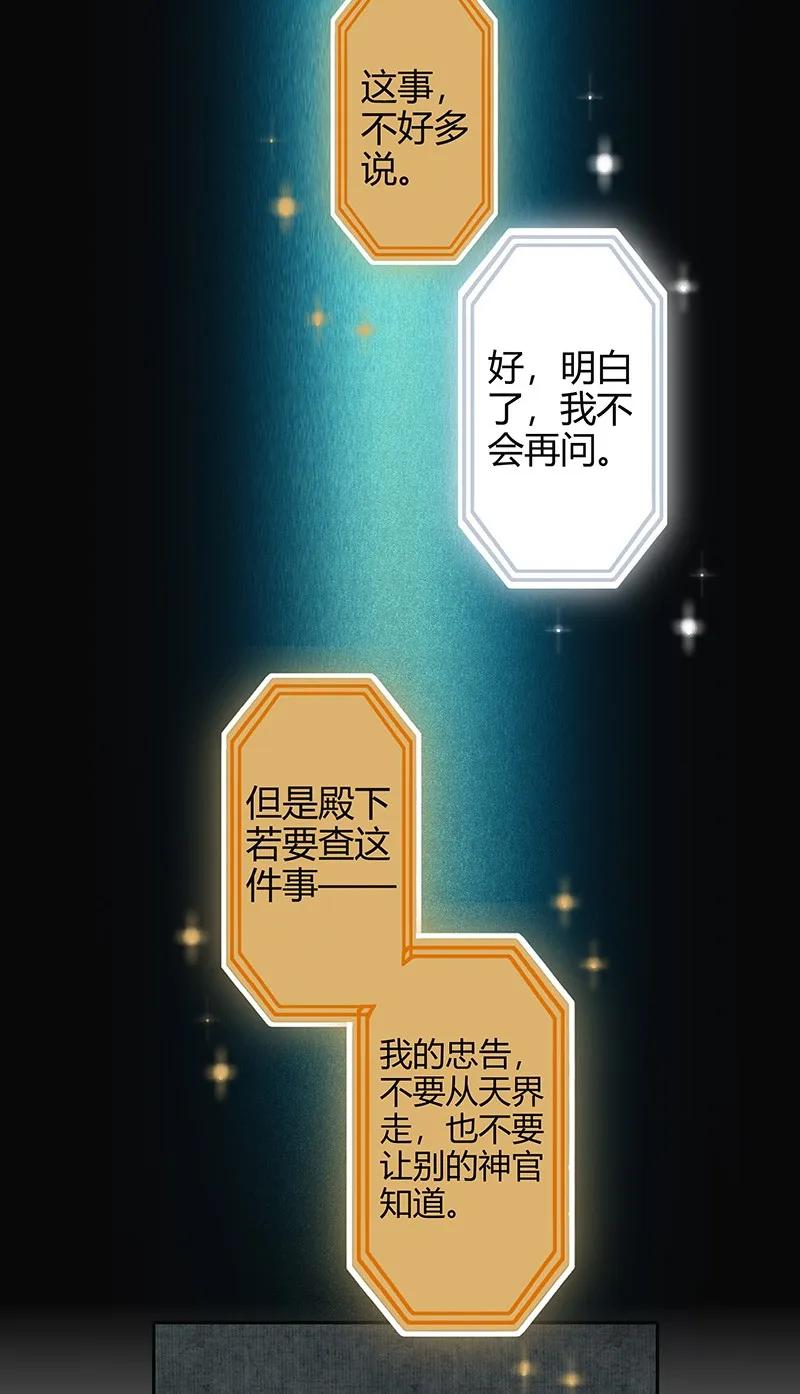 这事，
不好多
说。
好，明白
了，我不
会再问。
但是殿下
若要查这
件事——
我的忠告，
不要从天界
走，也不要
让别的神官
知道。